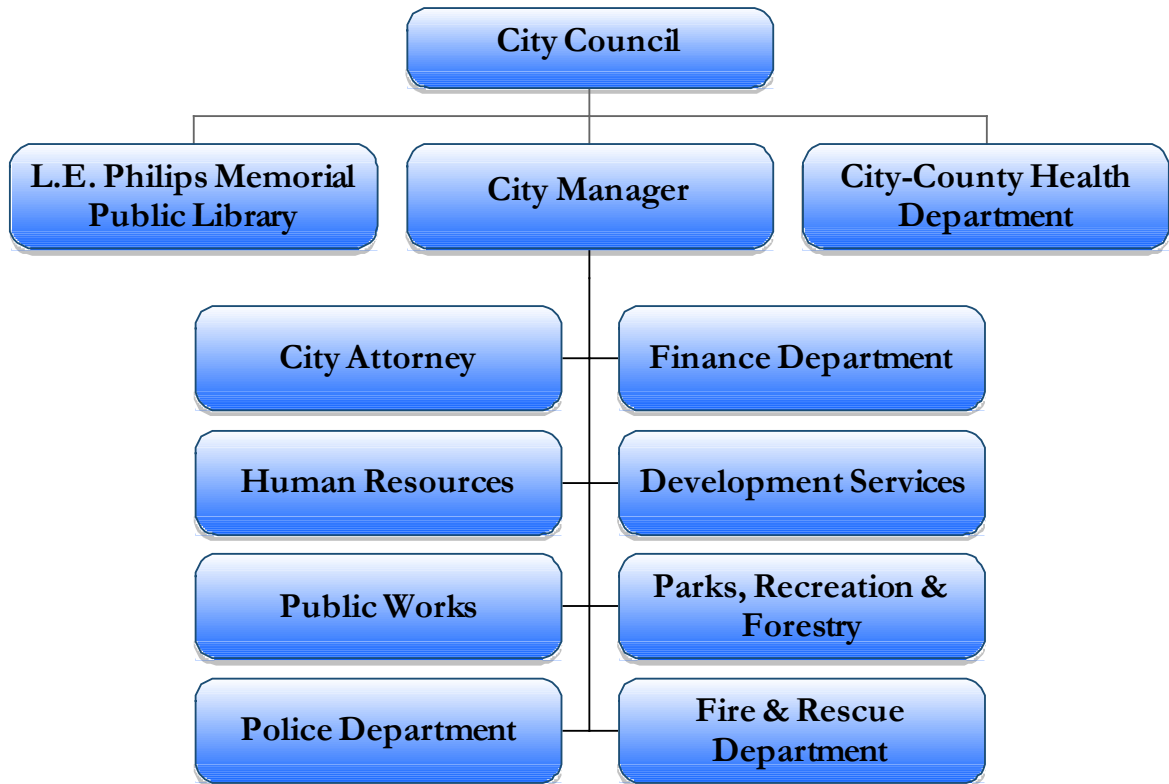 City Council
L.E. Philips Memorial
Public Library
City Manager
City-County Health
Department
City Attorney
Finance Department
Human Resources
Development Services
Public Works
Parks, Recreation &
Forestry
Police Department
Fire & Rescue
Department